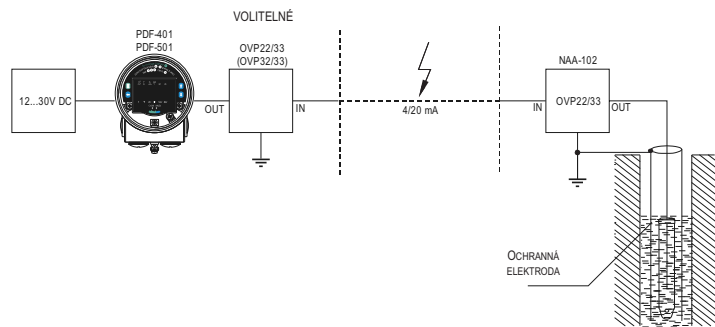 VOLITELNÉ
PDF-401
PDF-501
OVP22/33
(OVP32/33)
NAA-102
12...30V DC
OUT
IN
4/20 mA
IN
OVP22/33
OUT
OCHRANNÁ
ELEKTRODA